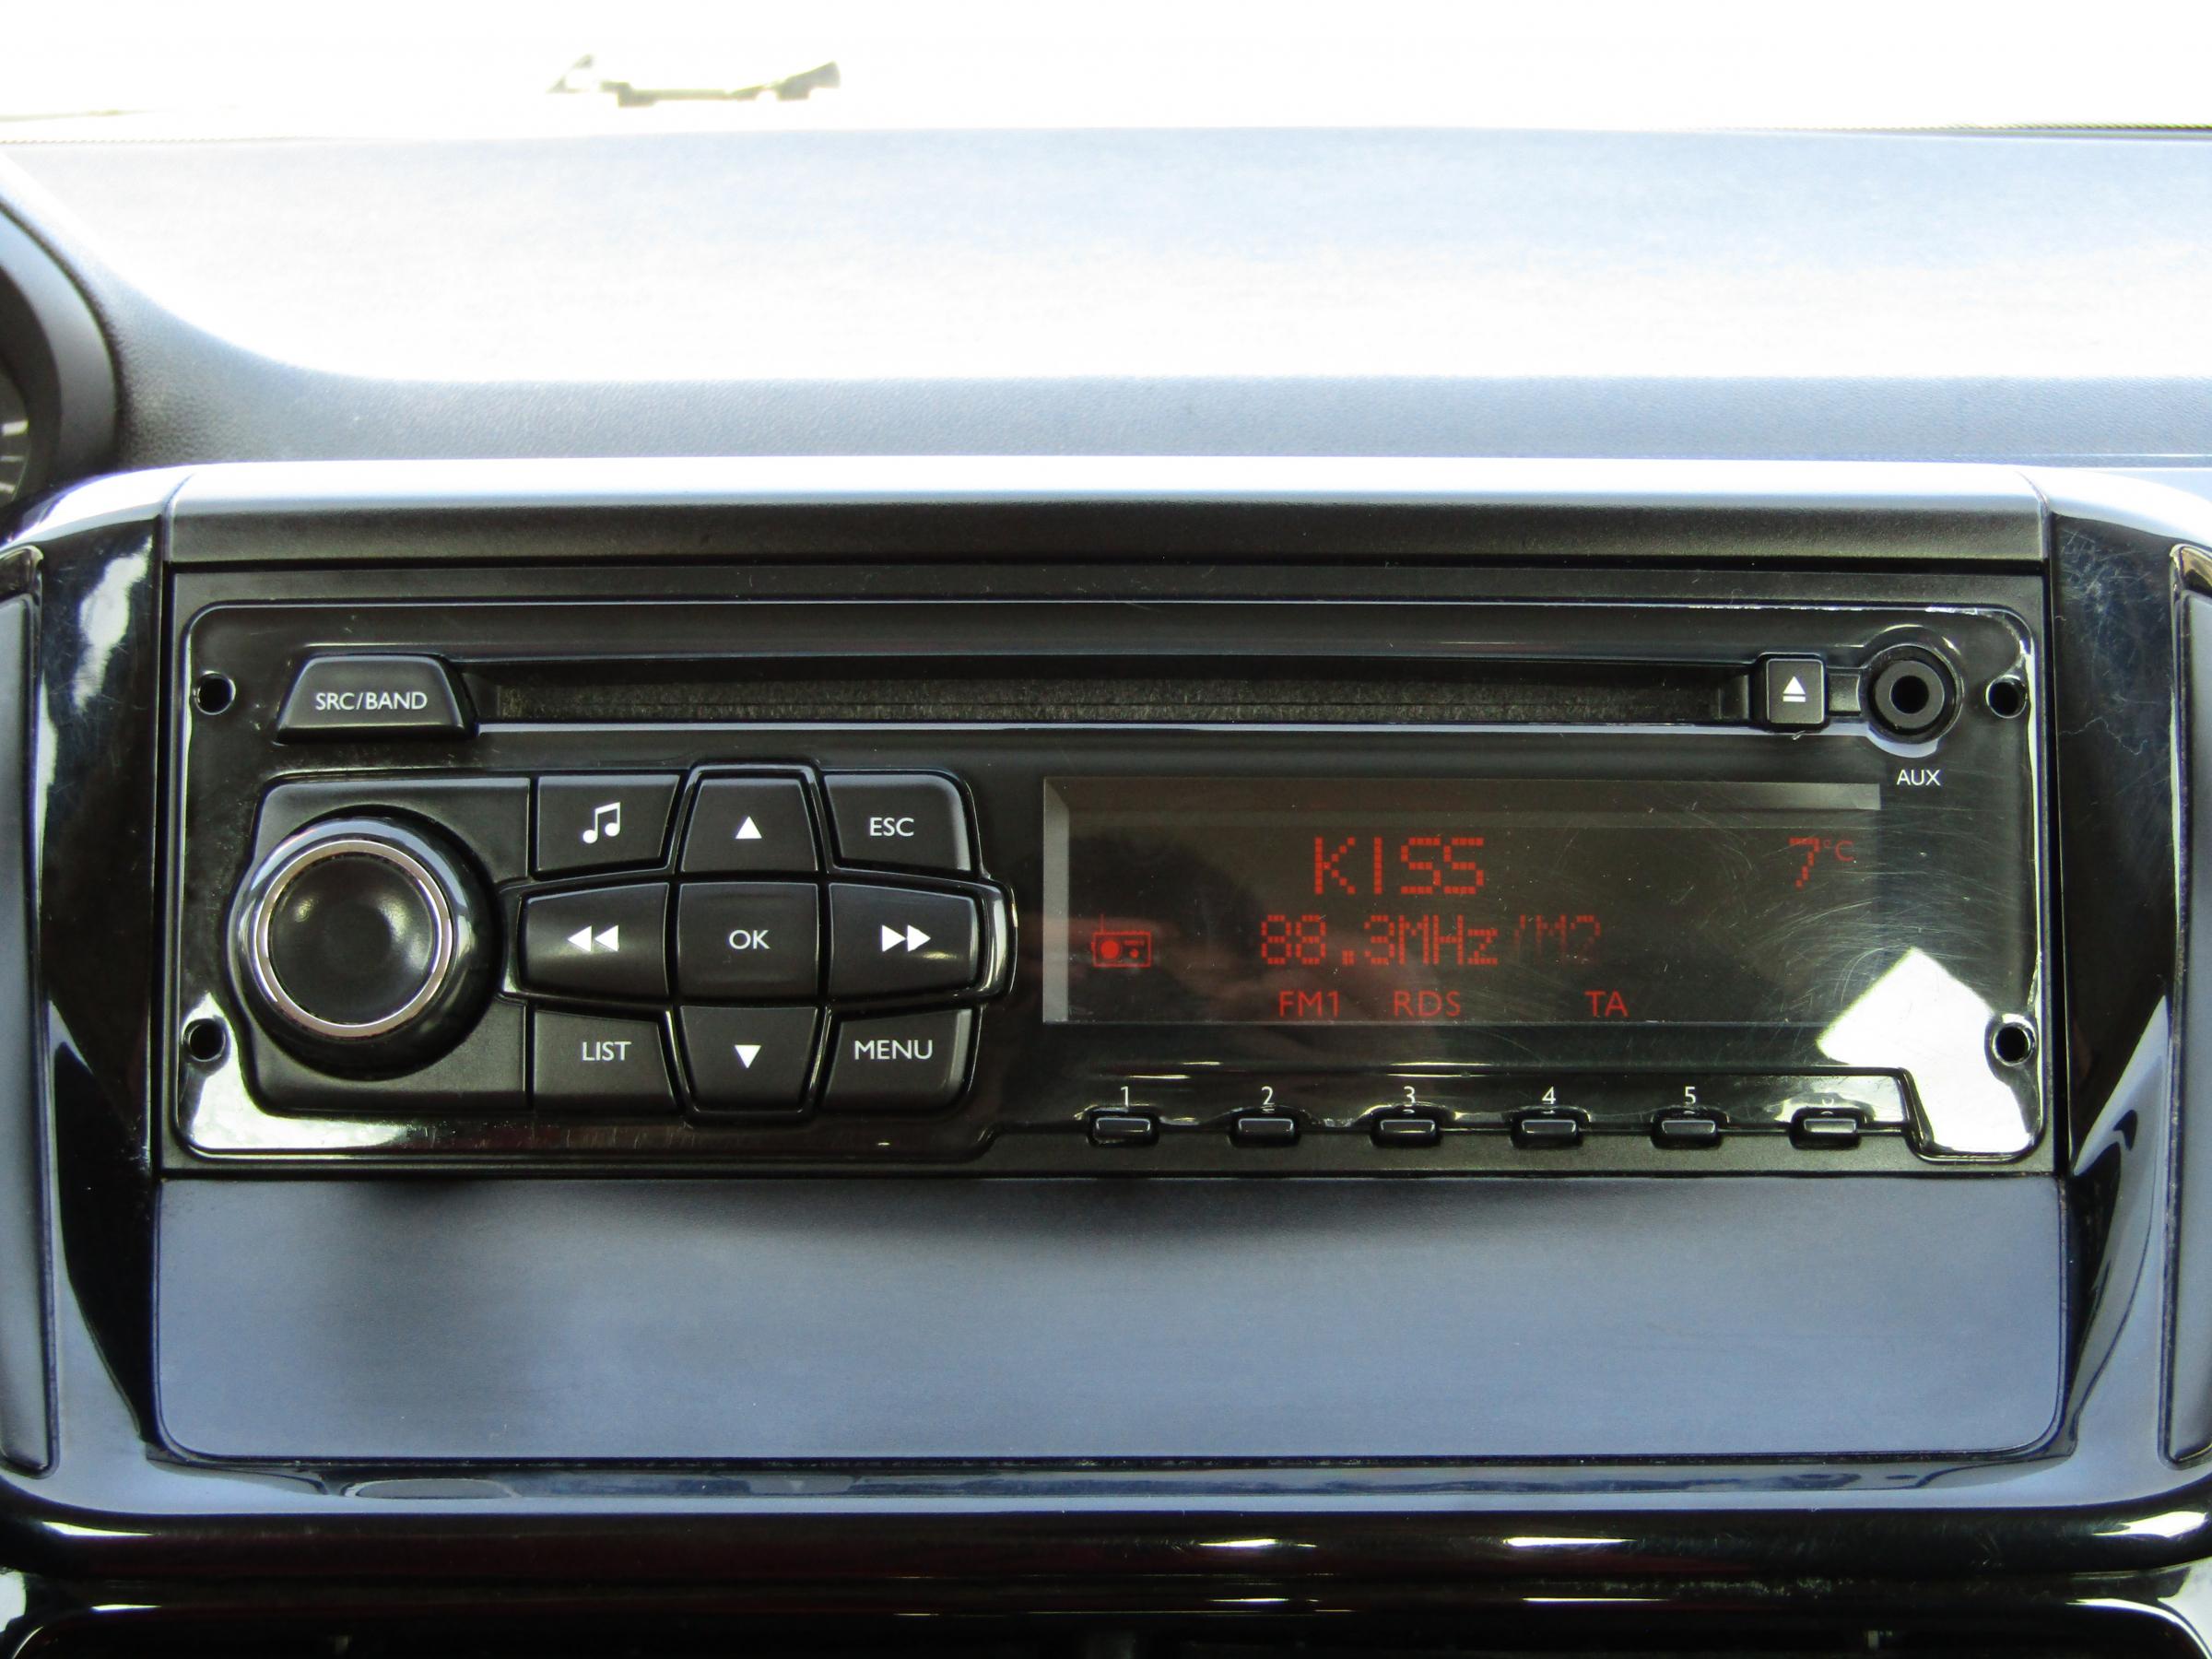 SRC/BAND
AUX
ESC
OK
LIST
MENU
KISS 7°C
88.3MHz/M2
FM1 RDS TA
1 2 3 4 5